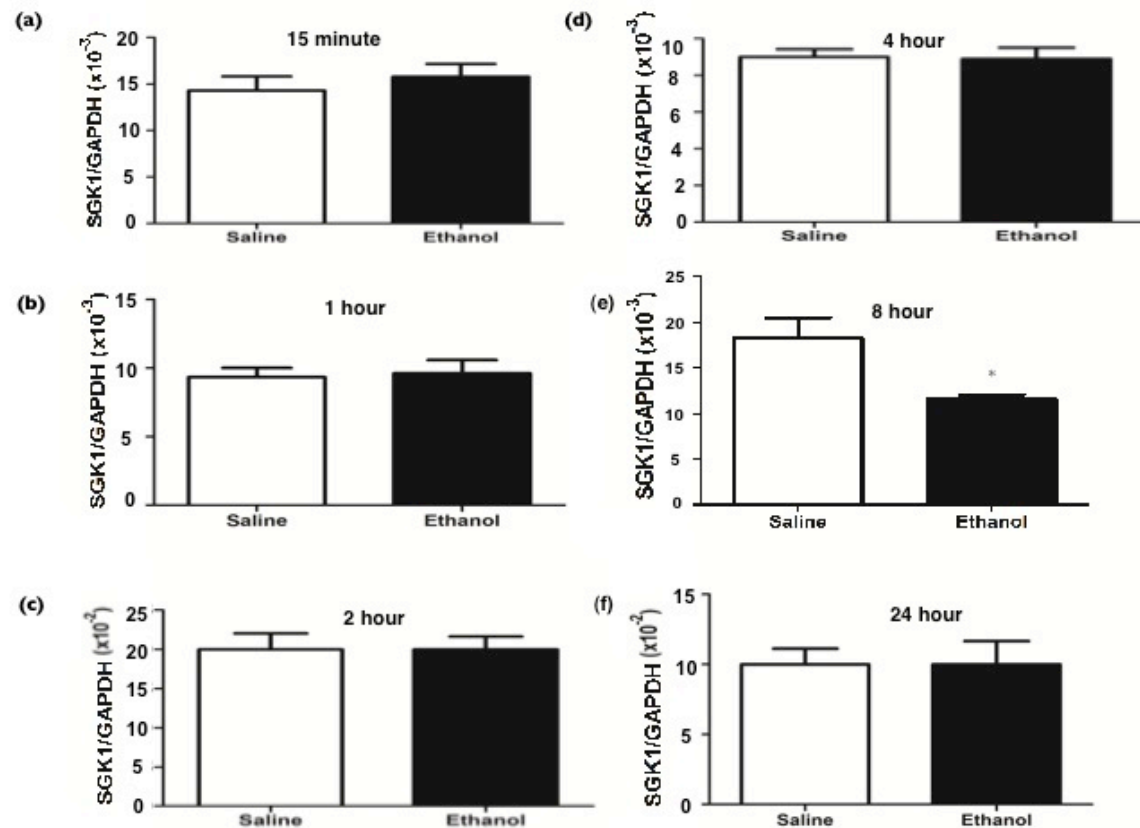 (a)
15 minute
SGK1/GAPDH (x10-3)
20
15
10
5
0
Saline Ethanol
(b)
1 hour
SGK1/GAPDH (x10-3)
15
10
5
0
Saline Ethanol
(c)
2 hour
SGK1/GAPDH (x10-2)
25
20
15
20
5
0
Saline Ethanol
(d)
4 hour
SGK1/GAPDH (x10-3)
10
8
6
4
2
0
Saline Ethanol
(e)
8 hour
SGK1/GAPDH (x10-3)
25
20
15
10
5
0
*
Saline Ethanol
(f)
24 hour
SGK1/GAPDH (x10-2)
15
10
5
0
Saline Ethanol